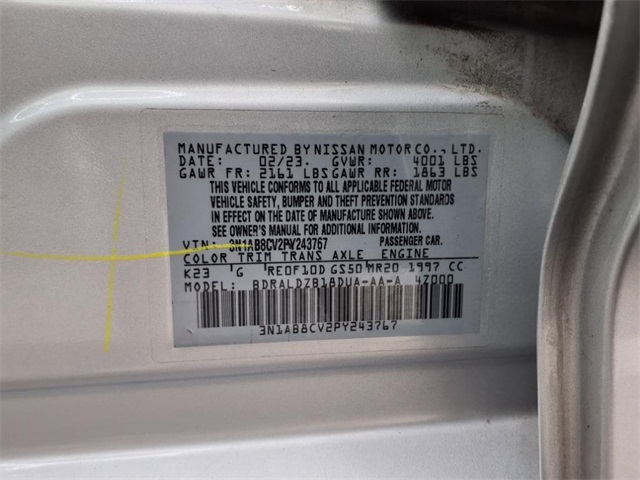 MANUFACTURED BY NISSAN MOTOR CO., LTD.
DATE: 02/23. GVWR: 4001 LBS
GAWR FR: 2161 LBS GAWR RR: 1863 LBS
THIS VEHICLE CONFORMS TO ALL APPLICABLE FEDERAL MOTOR
VEHICLE SAFETY, BUMPER AND THEFT PREVENTION STANDARDS
IN EFFECT ON THE DATE OF MANUFACTURE SHOWN ABOVE.
SEE OWNER'S MANUAL FOR ADDITIONAL INFORMATION.
VIN: 3N1AB8CV2PY243767 PASSENGER CAR.
COLOR TRIM TRANS AXLE ENGINE
K23 G RE0F10D GS50 MR20 1997 CC
MODEL: BDRALDZB18DUA-AA-A 4Z000
3N1AB8CV2PY243767